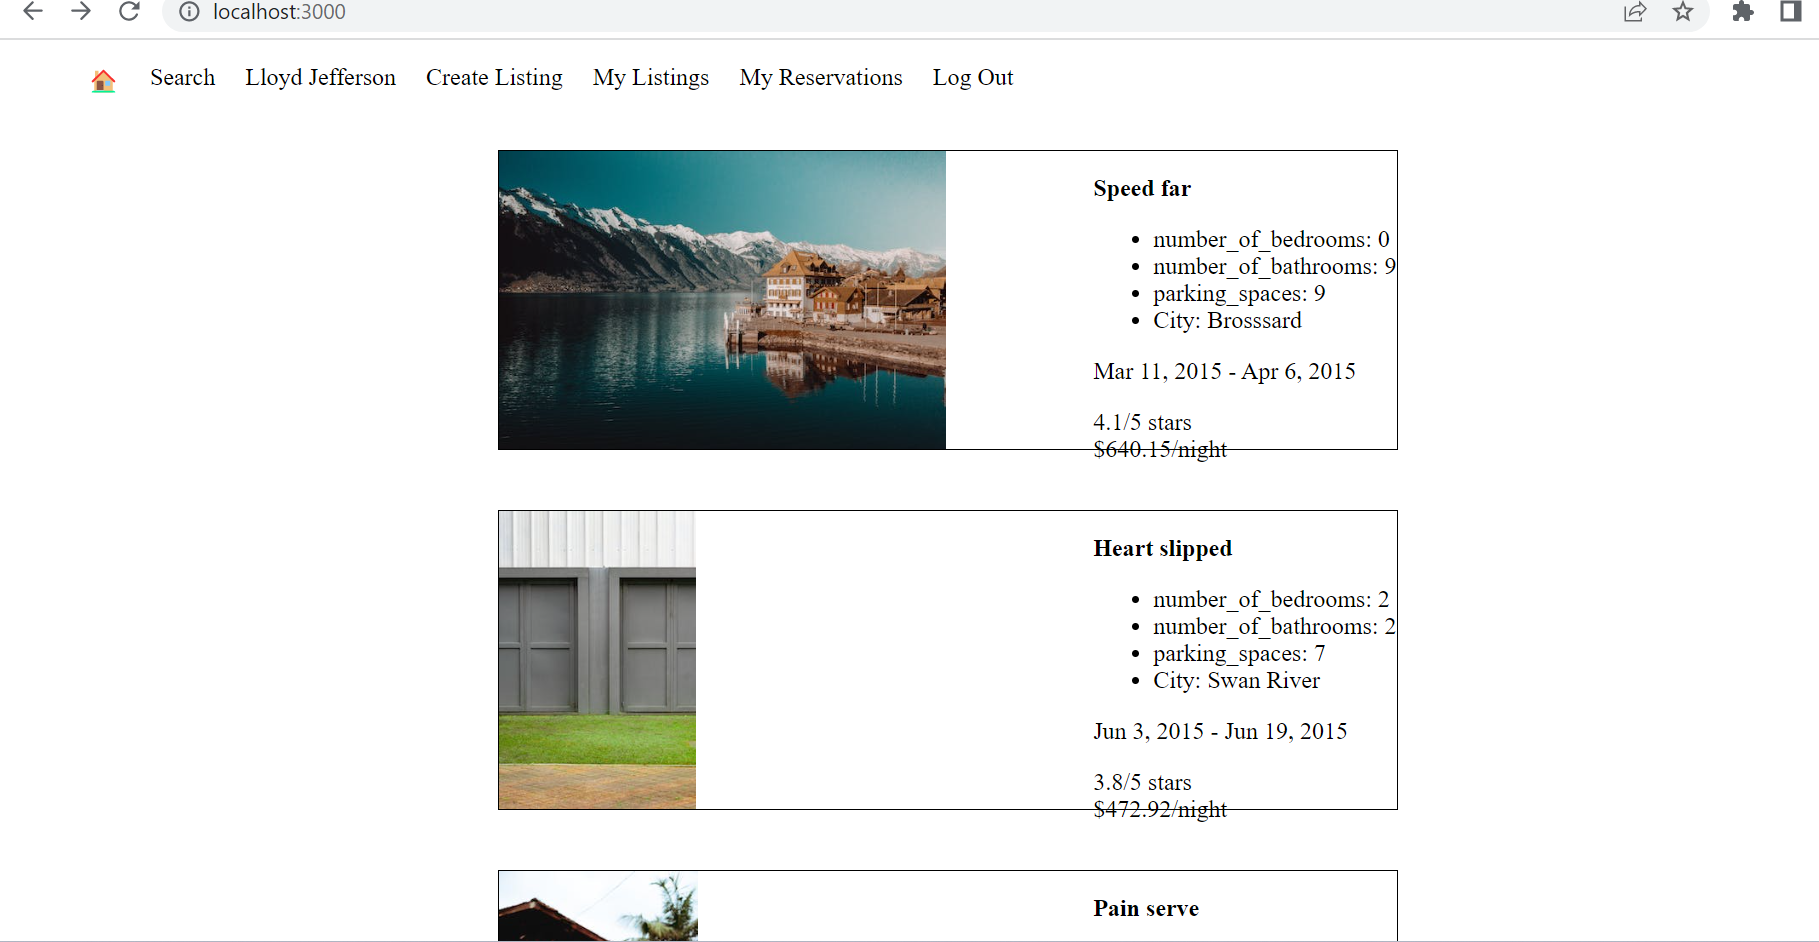 localhost:3000
Search Lloyd Jefferson Create Listing My Listings My Reservations Log Out
Speed far
number_of_bedrooms: 0
number_of_bathrooms: 9
parking_spaces: 9
City: Brosssard
Mar 11, 2015 - Apr 6, 2015
4.1/5 stars
$640.15/night
Heart slipped
number_of_bedrooms: 2
number_of_bathrooms: 2
parking_spaces: 7
City: Swan River
Jun 3, 2015 - Jun 19, 2015
3.8/5 stars
$472.92/night
Pain serve